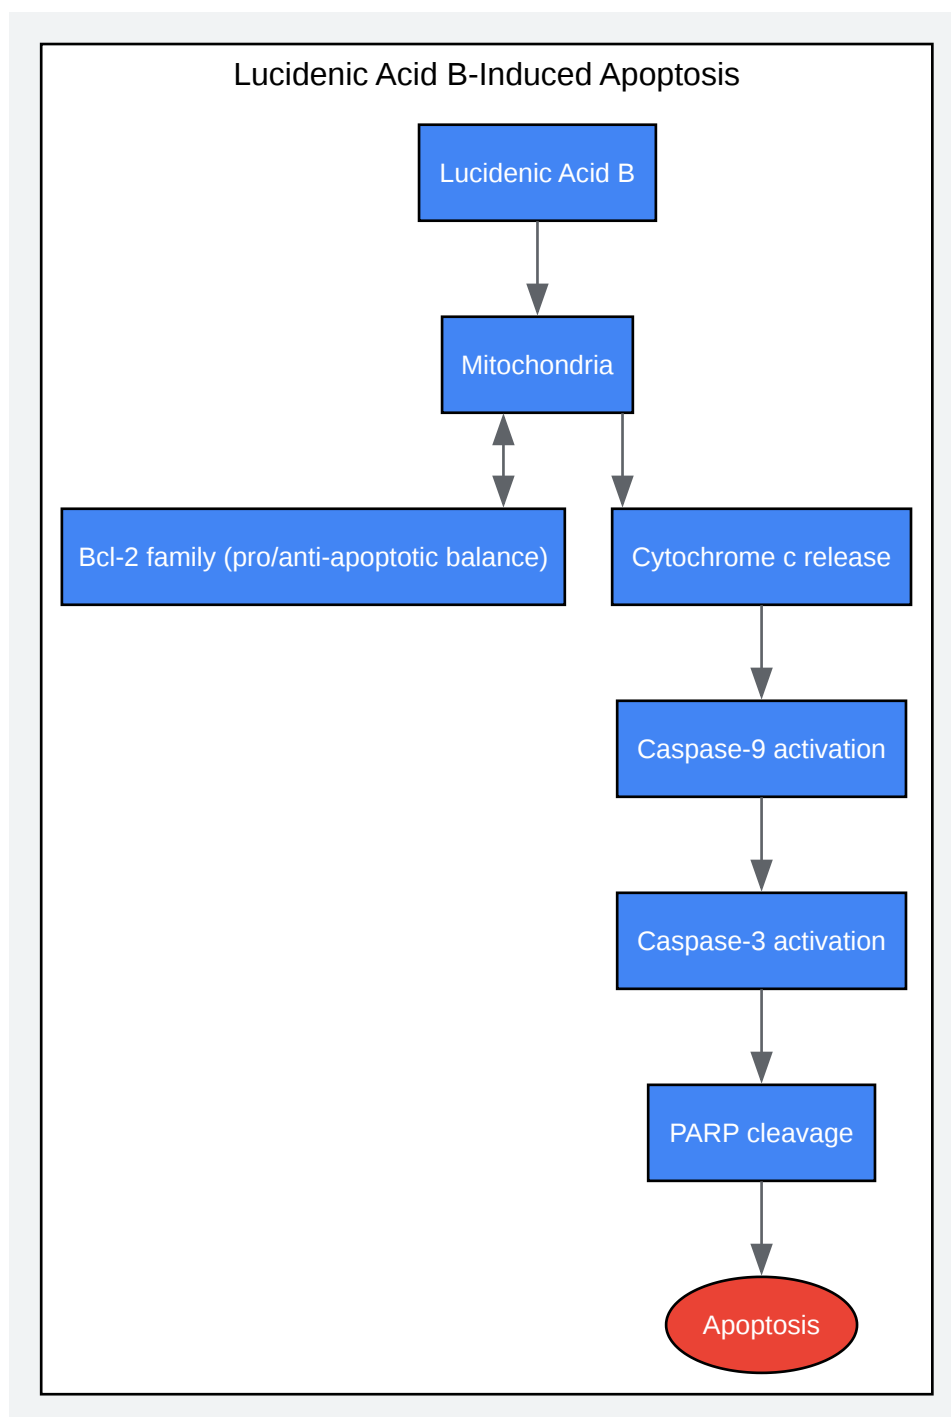 Lucidenic Acid B-Induced Apoptosis
Lucidenic Acid B
Mitochondria
Bcl-2 family (pro/anti-apoptotic balance)
Cytochrome c release
Caspase-9 activation
Caspase-3 activation
PARP cleavage
Apoptosis